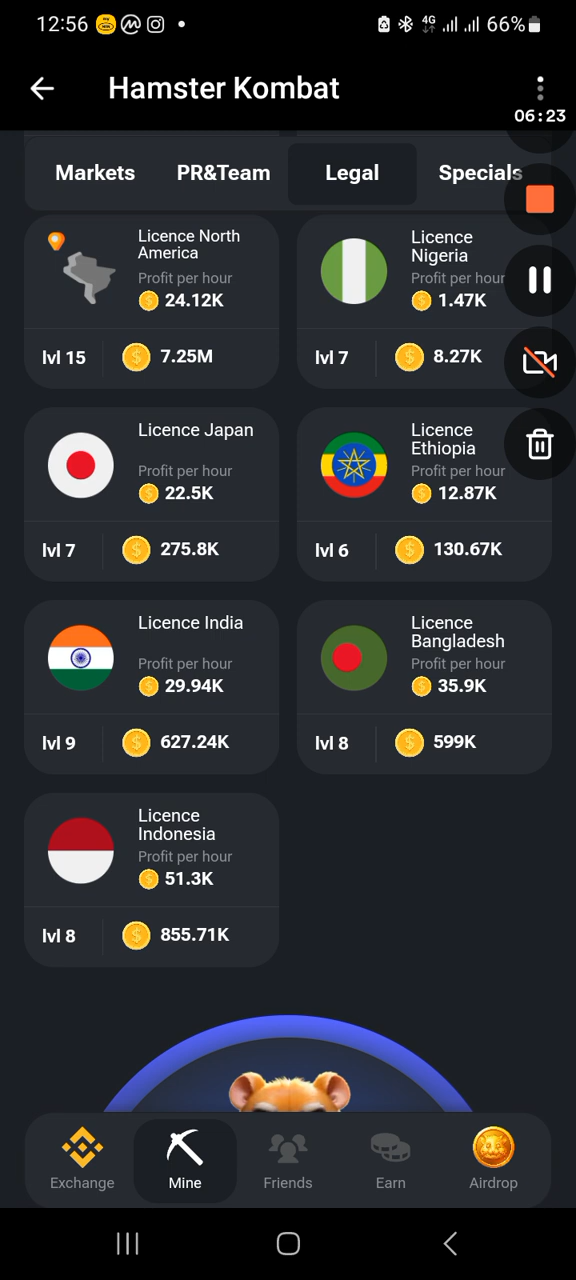 12:56
4G
66%
Hamster Kombat
06:23
Markets
PR&Team
Legal
Specials
Licence North
America
Profit per hour
24.12K
lvl 15
7.25M
Licence
Nigeria
Profit per hour
1.47K
lvl 7
8.27K
Licence Japan
Profit per hour
22.5K
lvl 7
275.8K
Licence
Ethiopia
Profit per hour
12.87K
lvl 6
130.67K
Licence India
Profit per hour
29.94K
lvl 9
627.24K
Licence
Bangladesh
Profit per hour
35.9K
lvl 8
599K
Licence
Indonesia
Profit per hour
51.3K
lvl 8
855.71K
Exchange
Mine
Friends
Earn
Airdrop